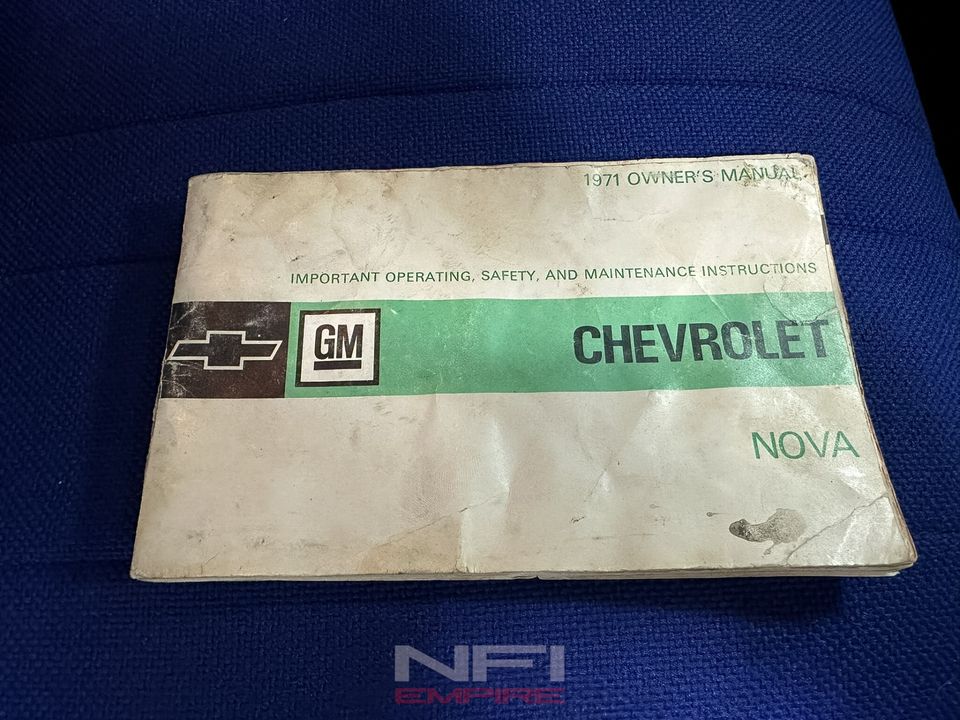 1971 OWNER'S MANUAL
IMPORTANT OPERATING, SAFETY, AND MAINTENANCE INSTRUCTIONS
GM
CHEVROLET
NOVA
NFI
EMPIRE